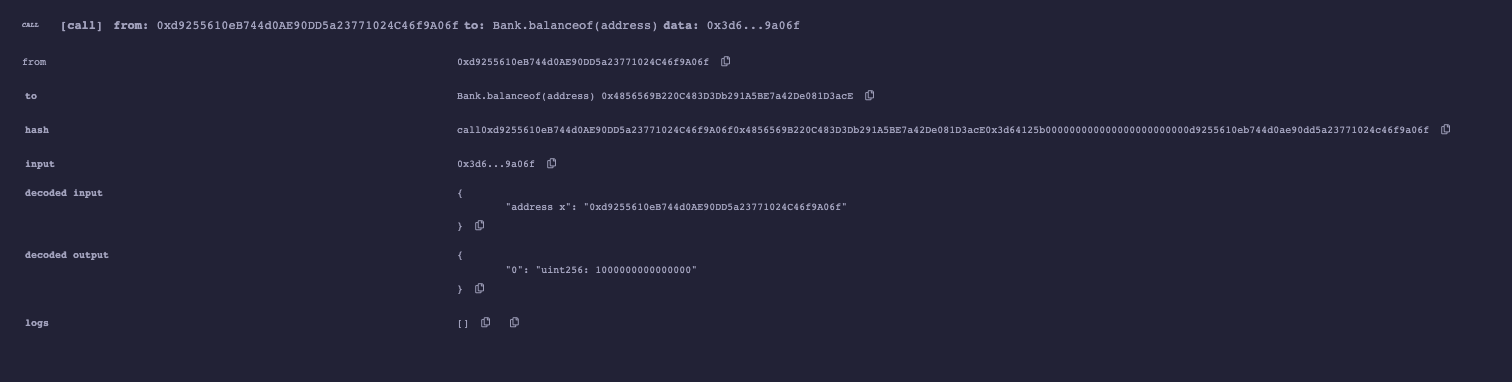 CALL [call] from: 0xd9255610eB744d0AE90DD5a23771024C46f9A06f to: Bank.balanceof(address) data: 0x3d6...9a06f
from 0xd9255610eB744d0AE90DD5a23771024C46f9A06f
to Bank.balanceof(address) 0x4856569B220C483D3Db291A5BE7a42De081D3acE
hash call0xd9255610eB744d0AE90DD5a23771024C46f9A06f0x4856569B220C483D3Db291A5BE7a42De081D3acE0x3d64125b000000000000000000000000d9255610eb744d0ae90dd5a23771024c46f9a06f
input 0x3d6...9a06f
decoded input {
"address x": "0xd9255610eB744d0AE90DD5a23771024C46f9A06f"
}
decoded output {
"0": "uint256: 1000000000000000"
}
logs []